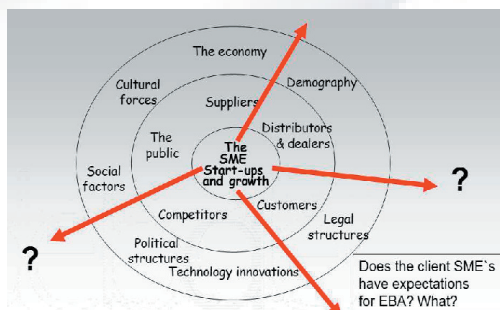 The economy
Cultural
forces
Demography
Suppliers
The
public
Distributors
& dealers
The
SME
Start-ups
and growth
?
Social
factors
Customers
Competitors
Legal
structures
?
Political
structures
Technology innovations
Does the client SME`s
have expectations
for EBA? What?